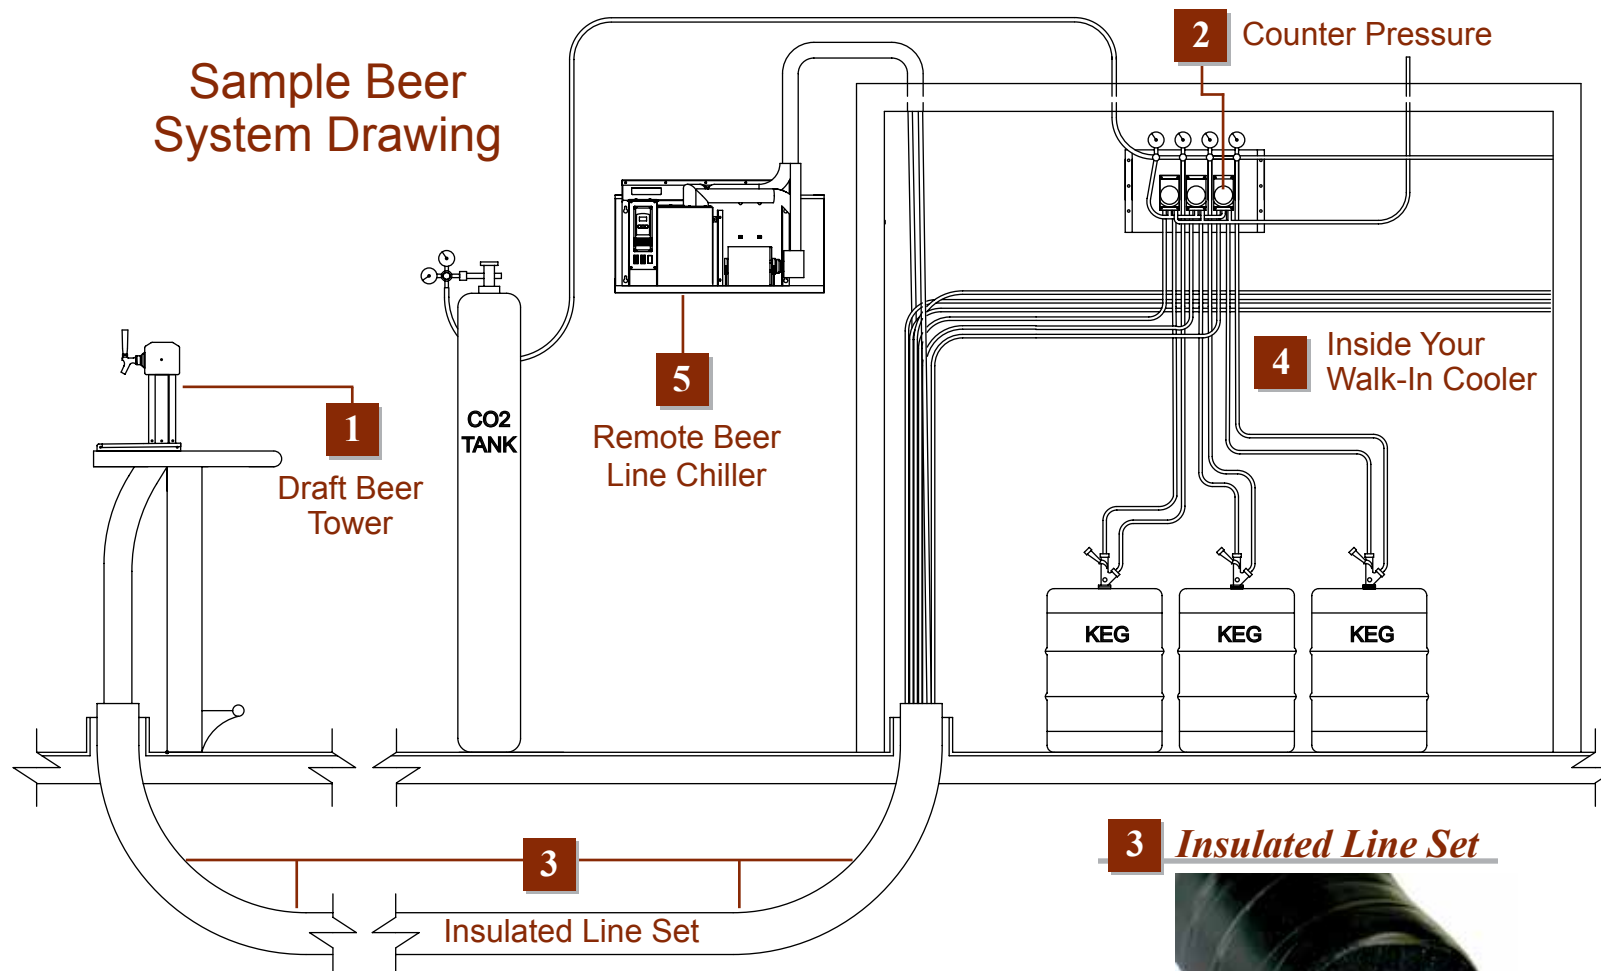 Sample Beer
System Drawing
2
Counter Pressure
1
Draft Beer
Tower
CO2
TANK
5
Remote Beer
Line Chiller
4
Inside Your
Walk-In Cooler
KEG
KEG
KEG
3
Insulated Line Set
3
Insulated Line Set